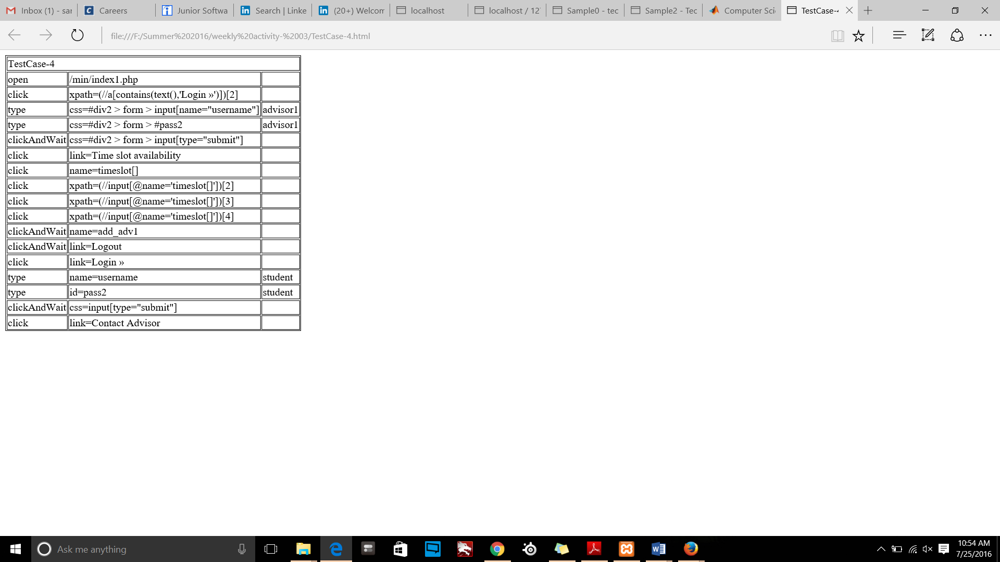 Inbox (1) - sar
Careers
Junior Softwa
Search | Linke
(20+) Welcom
localhost
localhost / 12
Sample0 - tec
Sample2 - Tec
Computer Sci
TestCase-4
file:///F:/Summer%202016/weekly%20activity-%2003/TestCase-4.html
TestCase-4
open /min/index1.php
click xpath=(//a[contains(text(),'Login »')])[2]
type css=#div2 > form > input[name="username"] advisor1
type css=#div2 > form > #pass2 advisor1
clickAndWait css=#div2 > form > input[type="submit"]
click link=Time slot availability
click name=timeslot[]
click xpath=(//input[@name='timeslot[]'])[2]
click xpath=(//input[@name='timeslot[]'])[3]
click xpath=(//input[@name='timeslot[]'])[4]
clickAndWait name=add_adv1
clickAndWait link=Logout
click link=Login »
type name=username student
type id=pass2 student
clickAndWait css=input[type="submit"]
click link=Contact Advisor
Ask me anything
10:54 AM
7/25/2016